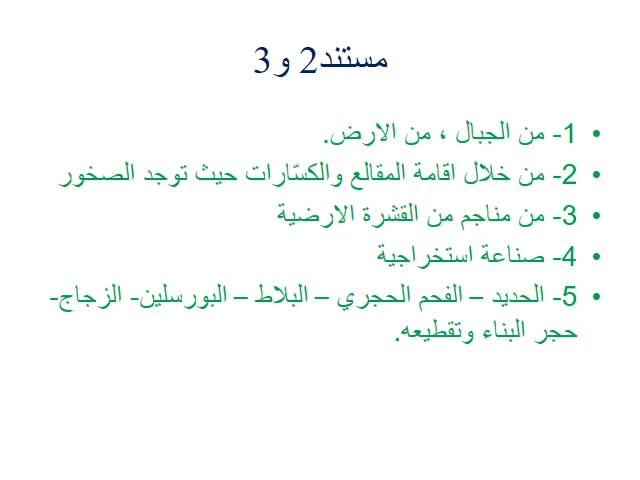 مستند2 و3
• 1- من الجبال ، من الارض.
• 2- من خلال اقامة المقالع والكسّارات حيث توجد الصخور
• 3- من مناجم من القشرة الارضية
• 4- صناعة استخراجية
• 5- الحديد – الفحم الحجري – البلاط – البورسلين- الزجاج-
حجر البناء وتقطيعه.